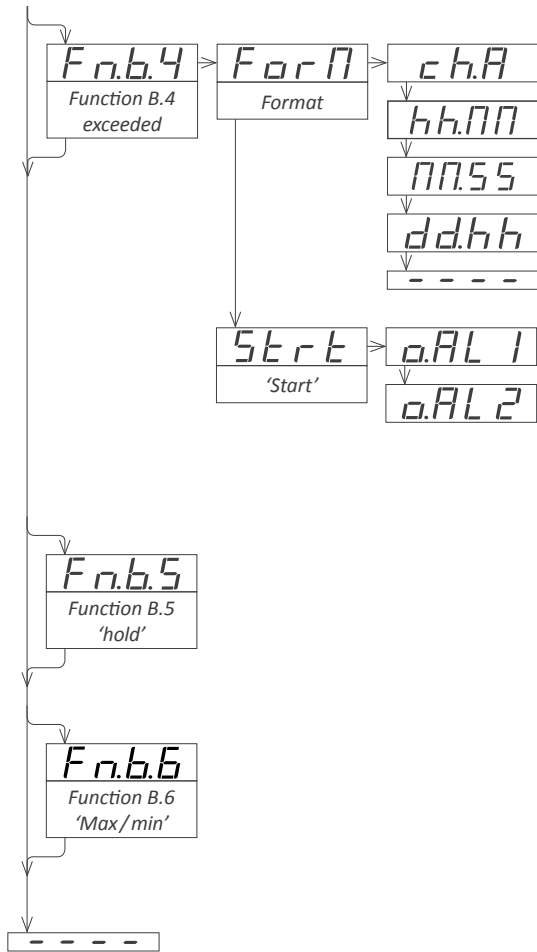 Fn.b.4
Function B.4
exceeded
ForM
Format
ch.A
hh.MM
MM.SS
dd.hh
- - - -
Strt
‘Start’
o.AL 1
o.AL 2
Fn.b.5
Function B.5
‘hold’
Fn.b.6
Function B.6
‘Max/min’
- - - -